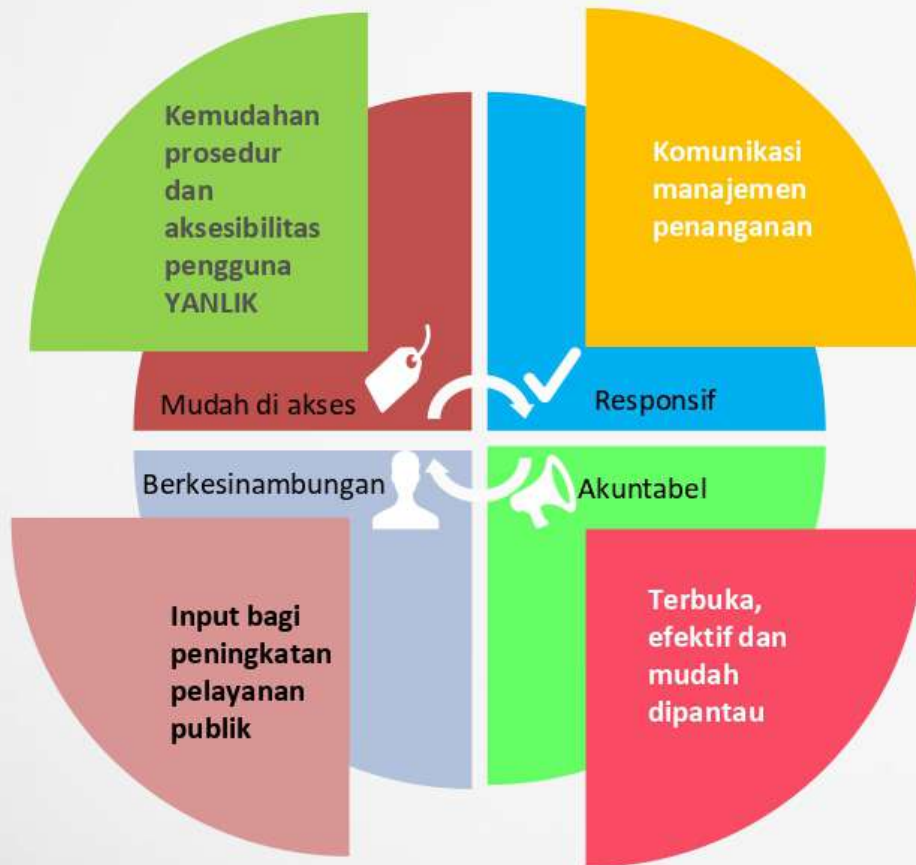 Kemudahan
prosedur
dan
aksesibilitas
pengguna
YANLIK
Mudah di akses
Komunikasi
manajemen
penanganan
Responsif
Berkesinambungan
Input bagi
peningkatan
pelayanan
publik
Akuntabel
Terbuka,
efektif dan
mudah
dipantau